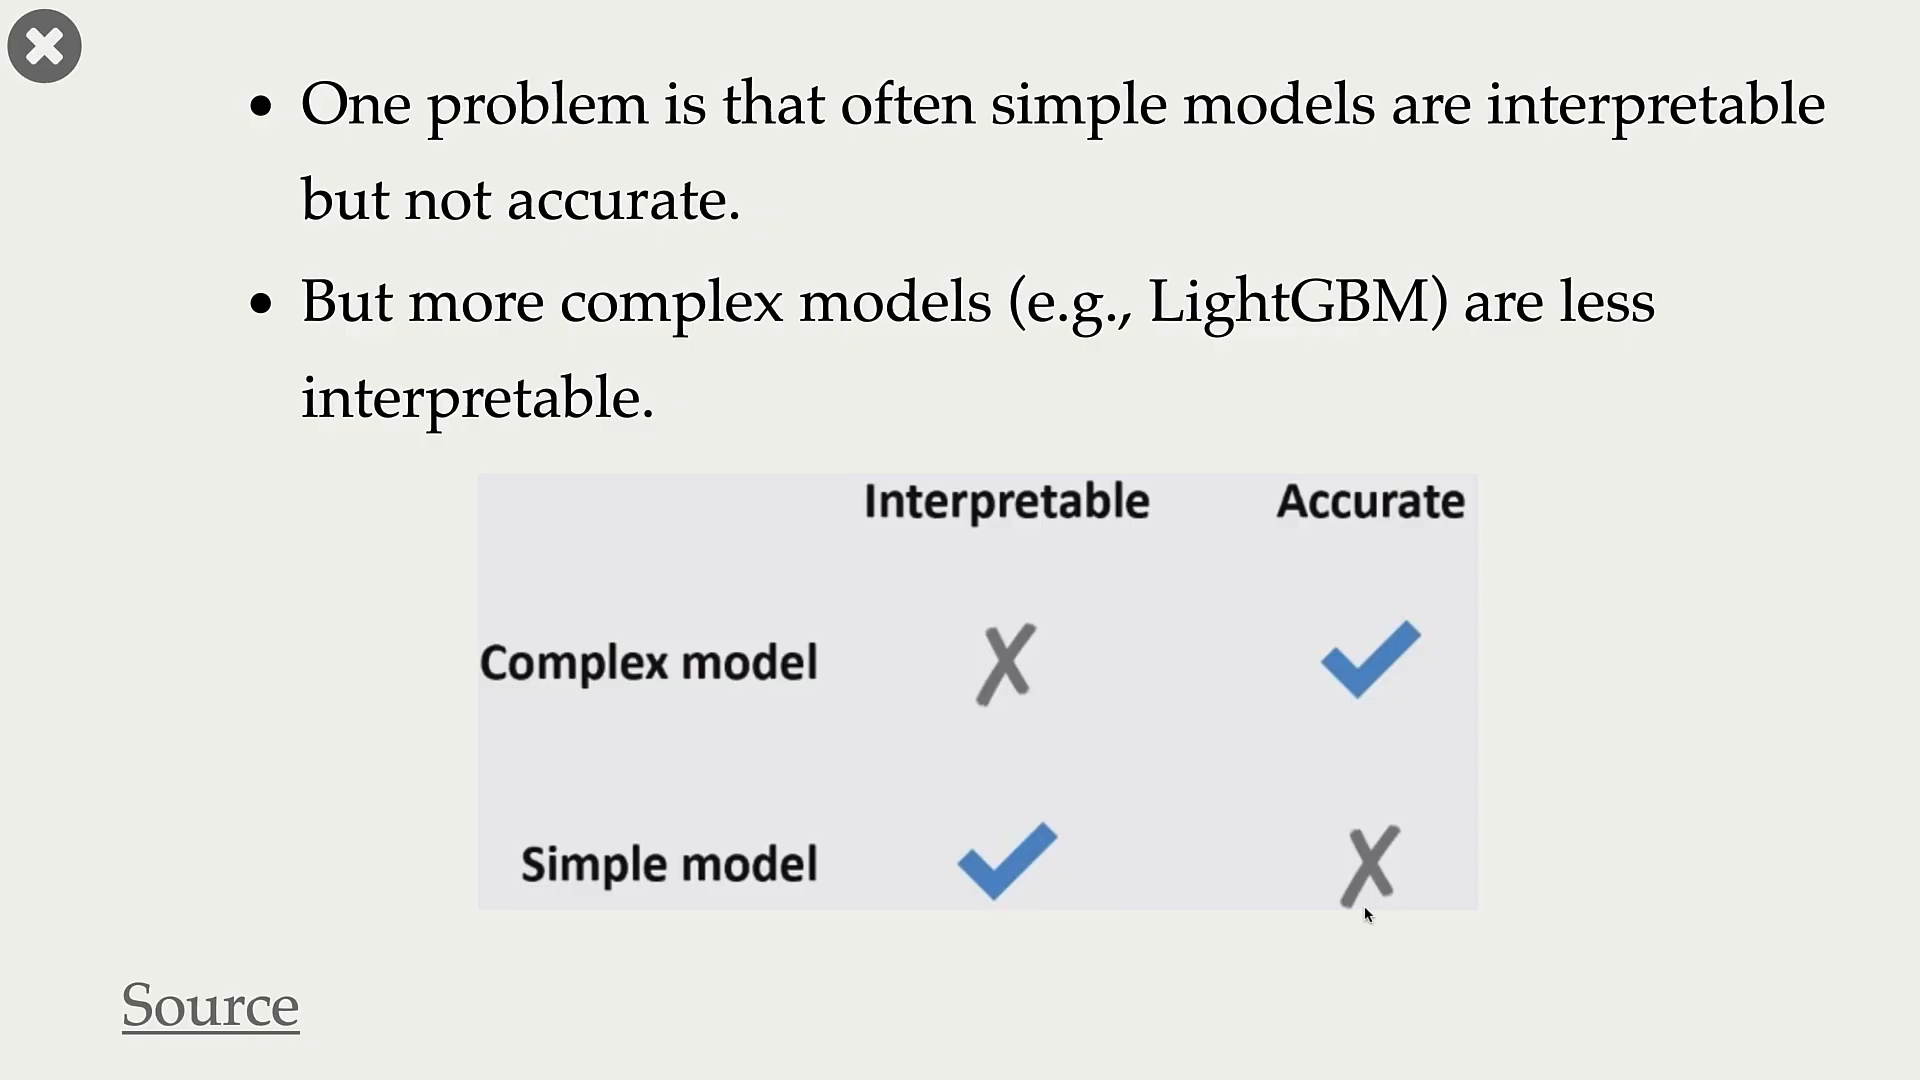 • One problem is that often simple models are interpretable
but not accurate.
• But more complex models (e.g., LightGBM) are less
interpretable.
Interpretable Accurate
Complex model ✗ ✓
Simple model ✓ ✗
Source